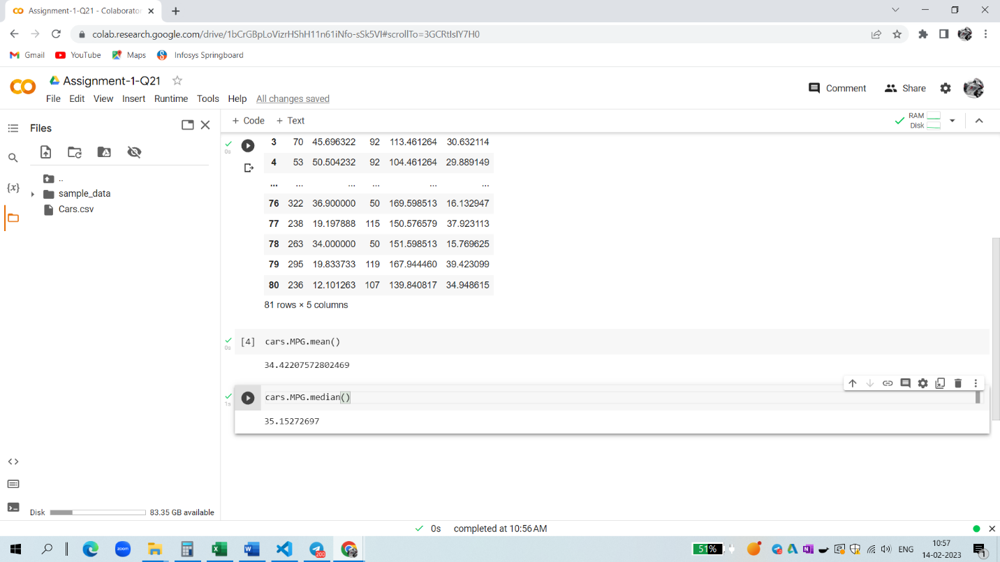 Assignment-1-Q21 - Colaborator
colab.research.google.com/drive/1bCrGBpLoVizrHShH11n61iNfo-sSk5VI#scrollTo=3GCRtIslY7H0
Gmail YouTube Maps Infosys Springboard
Assignment-1-Q21
Comment Share
File Edit View Insert Runtime Tools Help All changes saved
Files
+ Code + Text
RAM
Disk
..
sample_data
Cars.csv
{x}
0s
3 70 45.696322 92 113.461264 30.632114
4 53 50.504232 92 104.461264 29.889149
... ... ... ... ... ...
76 322 36.900000 50 169.598513 16.132947
77 238 19.197888 115 150.576579 37.923113
78 263 34.000000 50 151.598513 15.769625
79 295 19.833733 119 167.944460 39.423099
80 236 12.101263 107 139.840817 34.948615
81 rows × 5 columns
0s
[4] cars.MPG.mean()
34.42207572802469
1s
cars.MPG.median()
35.15272697
Disk 83.35 GB available
0s completed at 10:56 AM
zoom
200
51%
ENG
10:57
14-02-2023
1